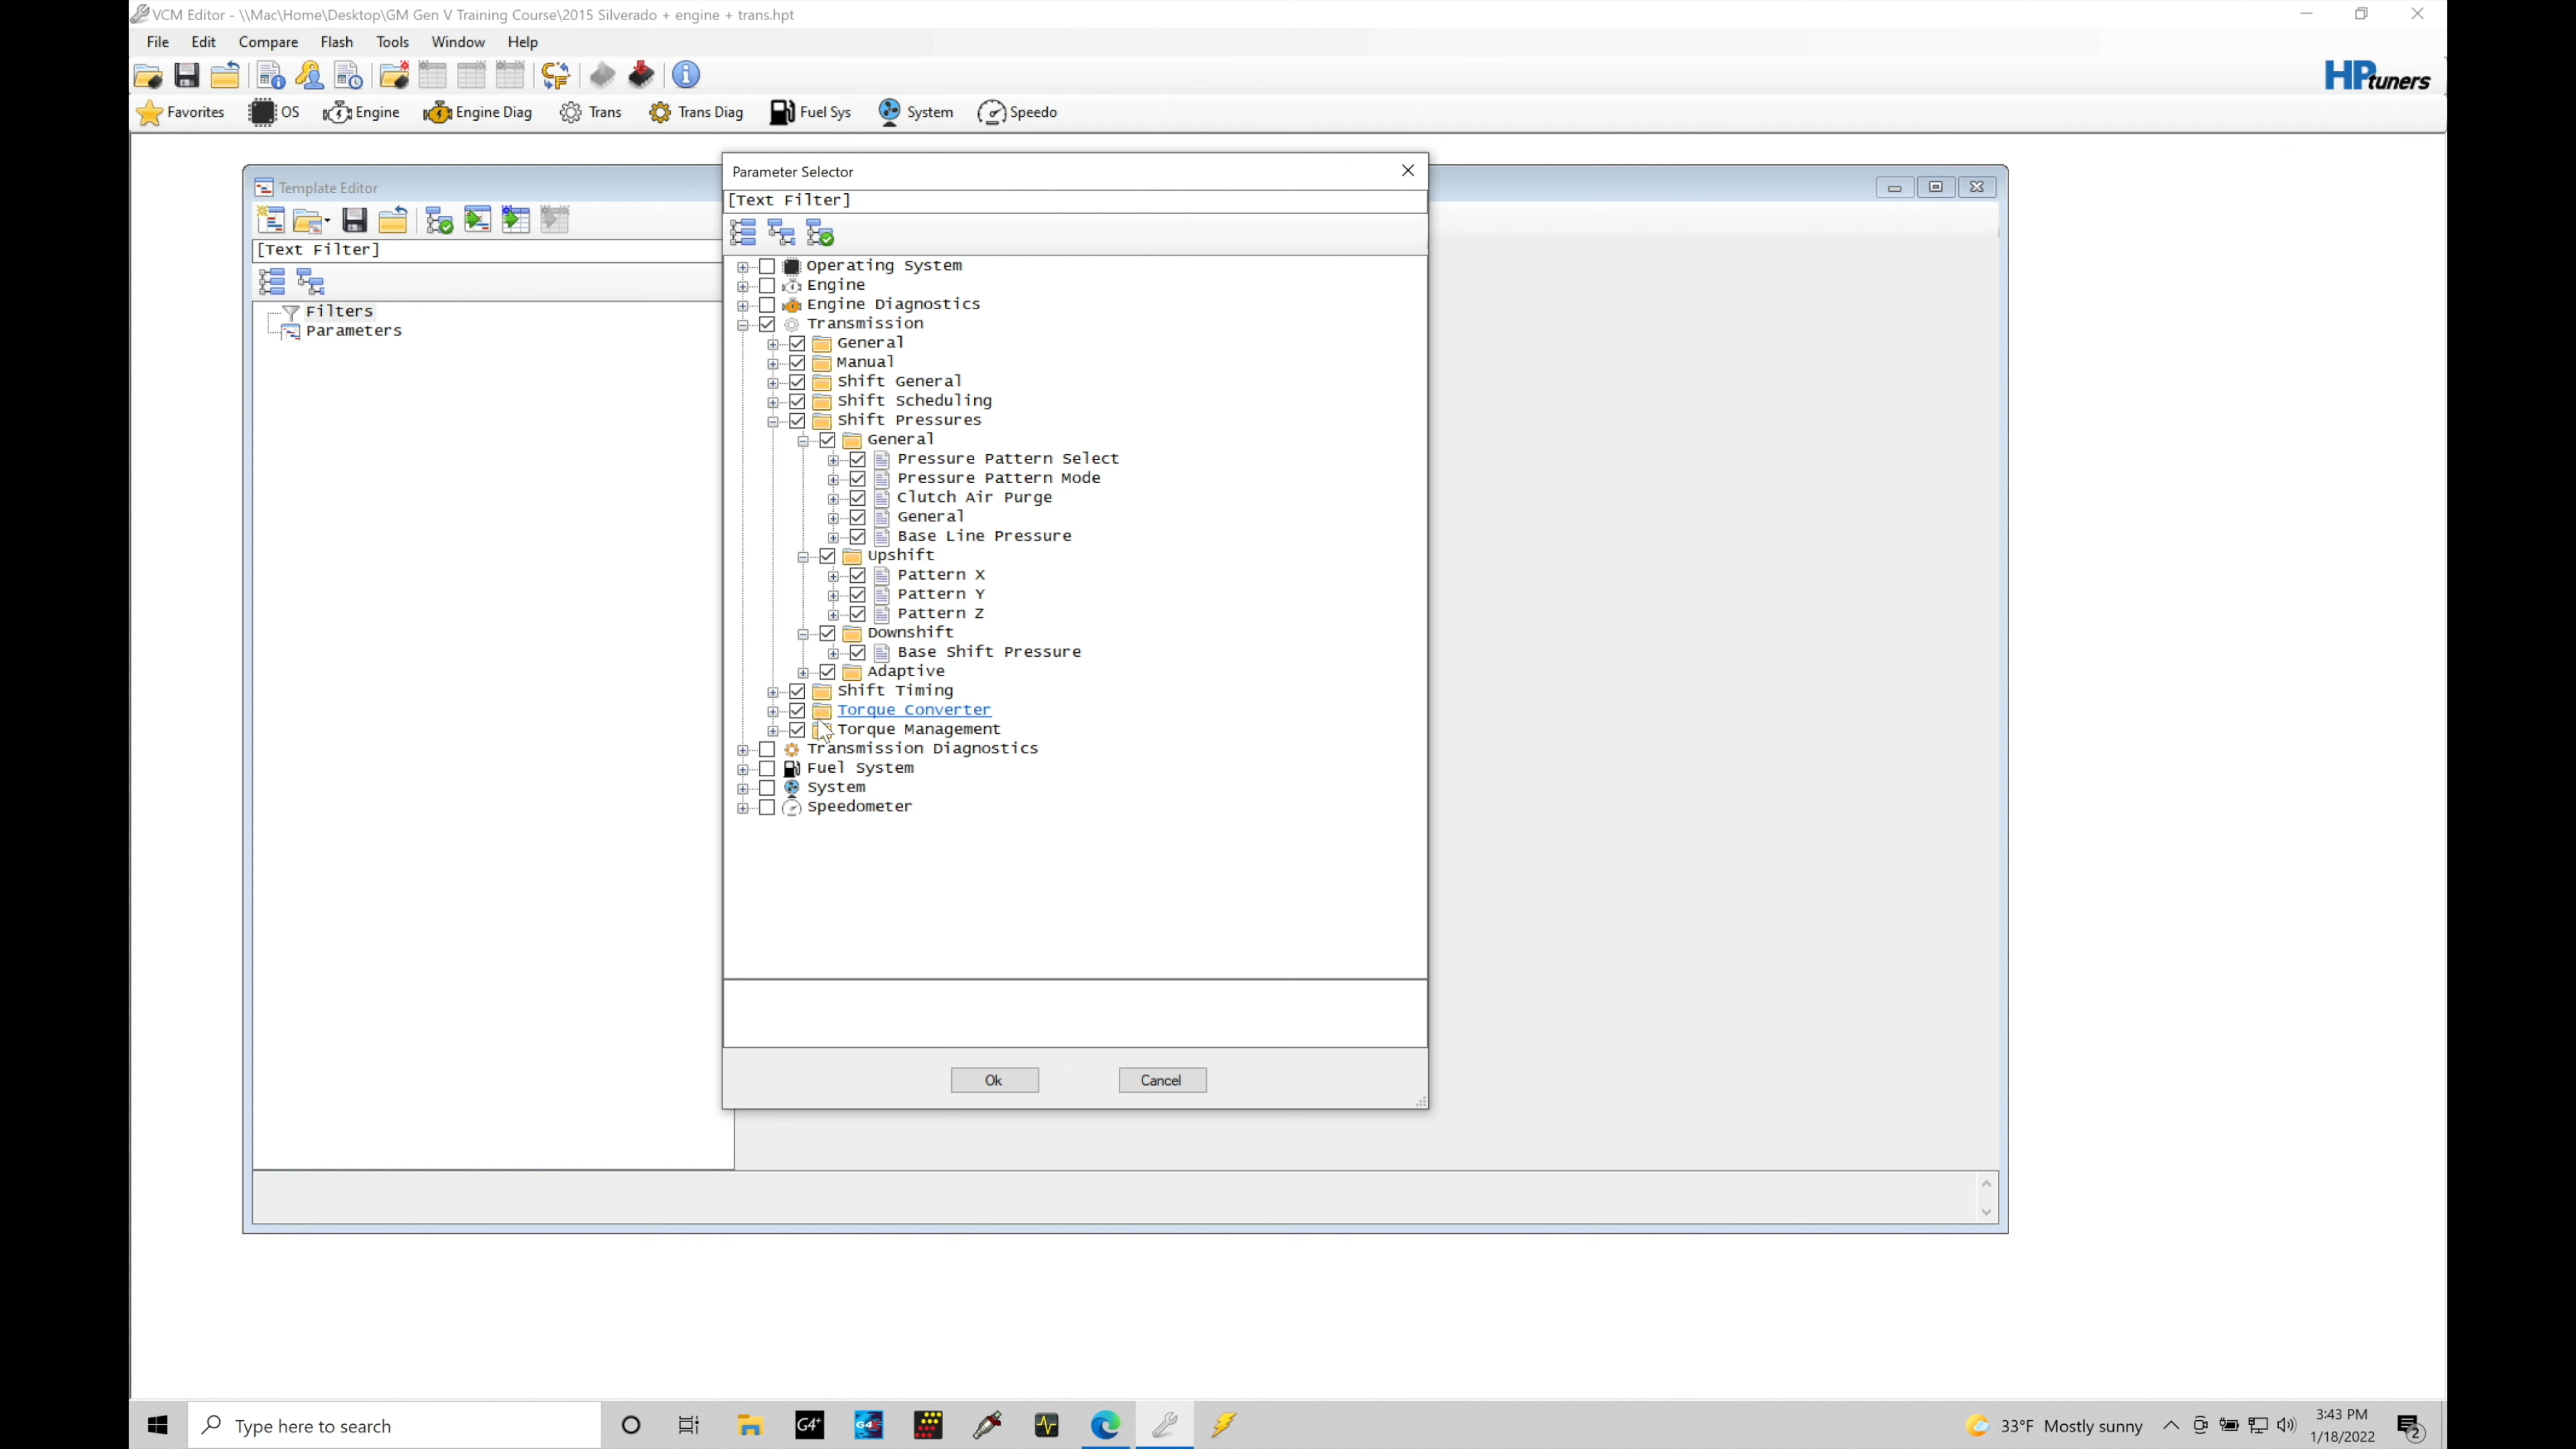 VCM Editor - \\Mac\Home\Desktop\GM Gen V Training Course\2015 Silverado + engine + trans.hpt
File Edit Compare Flash Tools Window Help
HPtuners
Favorites OS Engine Engine Diag Trans Trans Diag Fuel Sys System Speedo
Template Editor
[Text Filter]
Filters
Parameters
Parameter Selector
[Text Filter]
Operating System
Engine
Engine Diagnostics
Transmission
General
Manual
Shift General
Shift Scheduling
Shift Pressures
General
Pressure Pattern Select
Pressure Pattern Mode
Clutch Air Purge
General
Base Line Pressure
Upshift
Pattern X
Pattern Y
Pattern Z
Downshift
Base Shift Pressure
Adaptive
Shift Timing
Torque Converter
Torque Management
Transmission Diagnostics
Fuel System
System
Speedometer
Ok Cancel
Type here to search
G4+
G4X
33°F Mostly sunny
3:43 PM
1/18/2022
2